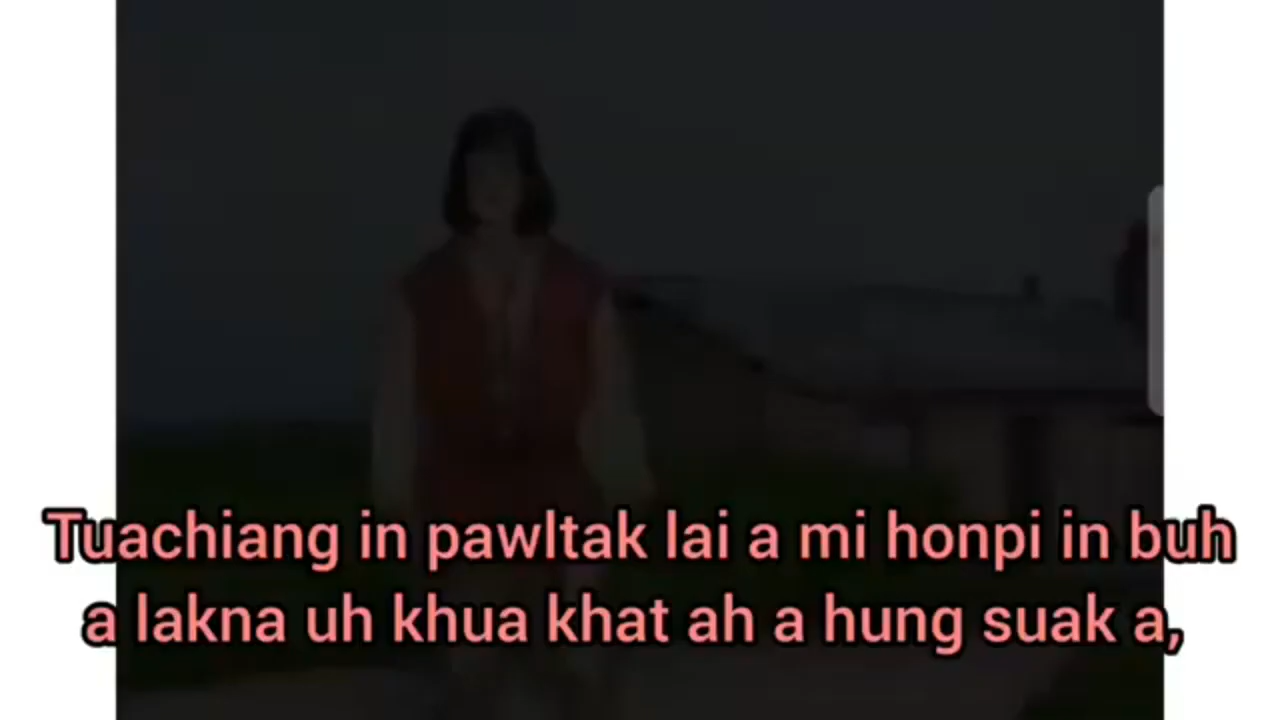 Tuachiang in pawltak lai a mi honpi in buh
a lakna uh khua khat ah a hung suak a,